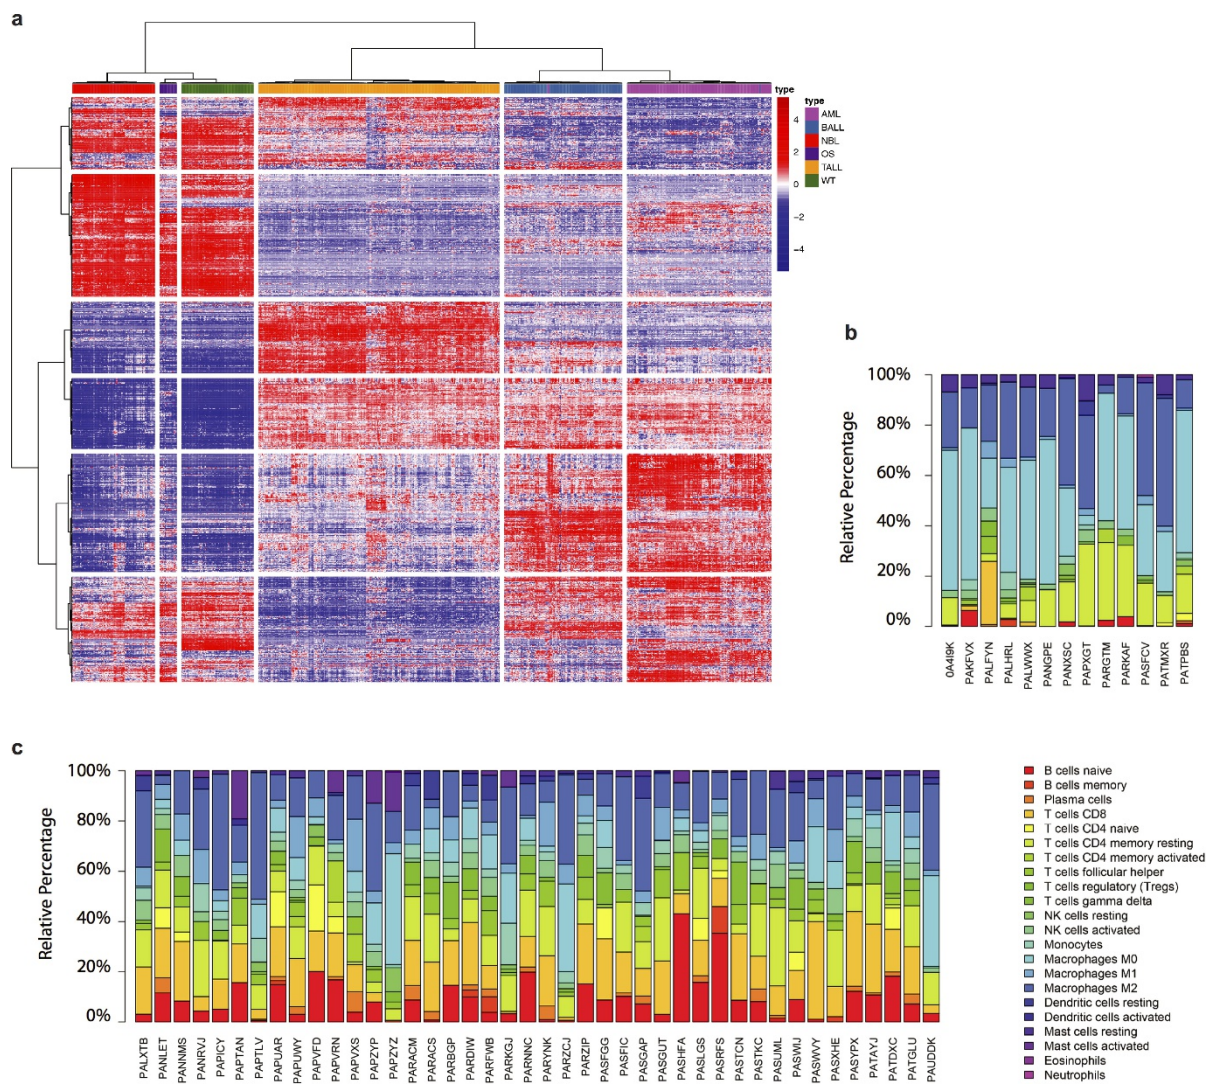 a
type
type
4
2
0
−2
−4
AML
BALL
NBL
OS
TALL
WT
b
Relative Percentage
100%
80%
60%
40%
20%
0%
0A4I9K
PAKFVX
PALFYN
PALHRL
PALWWX
PANGPE
PANXSC
PAPXGT
PARGTM
PARKAF
PASFCV
PATMXR
PATPBS
c
Relative Percentage
100%
80%
60%
40%
20%
0%
PALXTB
PANLET
PANNMS
PANRVJ
PAPICY
PAPTAN
PAPTLV
PAPUAR
PAPUWY
PAPVFD
PAPVRN
PAPVXS
PAPZYP
PAPZYZ
PARACM
PARACS
PARBGP
PARDIW
PARFWB
PARKGJ
PARNNC
PARYNK
PARZCJ
PARZIP
PASFGG
PASFIC
PASGAP
PASGUT
PASHFA
PASLGS
PASRFS
PASTCN
PASTKC
PASUML
PASWIJ
PASWVY
PASXHE
PASYPX
PATAYJ
PATDXC
PATGLU
PAUDDK
B cells naive
B cells memory
Plasma cells
T cells CD8
T cells CD4 naive
T cells CD4 memory resting
T cells CD4 memory activated
T cells follicular helper
T cells regulatory (Tregs)
T cells gamma delta
NK cells resting
NK cells activated
Monocytes
Macrophages M0
Macrophages M1
Macrophages M2
Dendritic cells resting
Dendritic cells activated
Mast cells resting
Mast cells activated
Eosinophils
Neutrophils